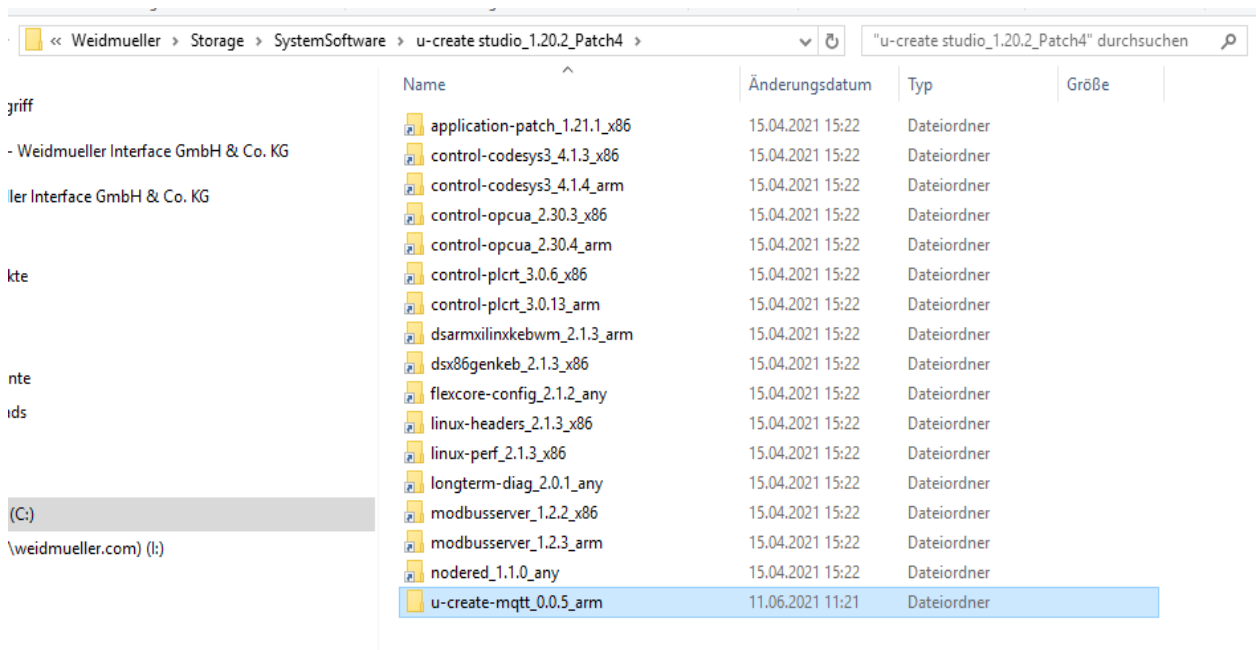 « Weidmueller > Storage > SystemSoftware > u-create studio_1.20.2_Patch4 >
"u-create studio_1.20.2_Patch4" durchsuchen
Name Änderungsdatum Typ Größe
griff
- Weidmueller Interface GmbH & Co. KG
ller Interface GmbH & Co. KG
kte
nte
ds
(C:)
\weidmueller.com) (I:)
application-patch_1.21.1_x86 15.04.2021 15:22 Dateiordner
control-codesys3_4.1.3_x86 15.04.2021 15:22 Dateiordner
control-codesys3_4.1.4_arm 15.04.2021 15:22 Dateiordner
control-opcua_2.30.3_x86 15.04.2021 15:22 Dateiordner
control-opcua_2.30.4_arm 15.04.2021 15:22 Dateiordner
control-plcrt_3.0.6_x86 15.04.2021 15:22 Dateiordner
control-plcrt_3.0.13_arm 15.04.2021 15:22 Dateiordner
dsarmxilinxkebwm_2.1.3_arm 15.04.2021 15:22 Dateiordner
dsx86genkeb_2.1.3_x86 15.04.2021 15:22 Dateiordner
flexcore-config_2.1.2_any 15.04.2021 15:22 Dateiordner
linux-headers_2.1.3_x86 15.04.2021 15:22 Dateiordner
linux-perf_2.1.3_x86 15.04.2021 15:22 Dateiordner
longterm-diag_2.0.1_any 15.04.2021 15:22 Dateiordner
modbusserver_1.2.2_x86 15.04.2021 15:22 Dateiordner
modbusserver_1.2.3_arm 15.04.2021 15:22 Dateiordner
nodered_1.1.0_any 15.04.2021 15:22 Dateiordner
u-create-mqtt_0.0.5_arm 11.06.2021 11:21 Dateiordner